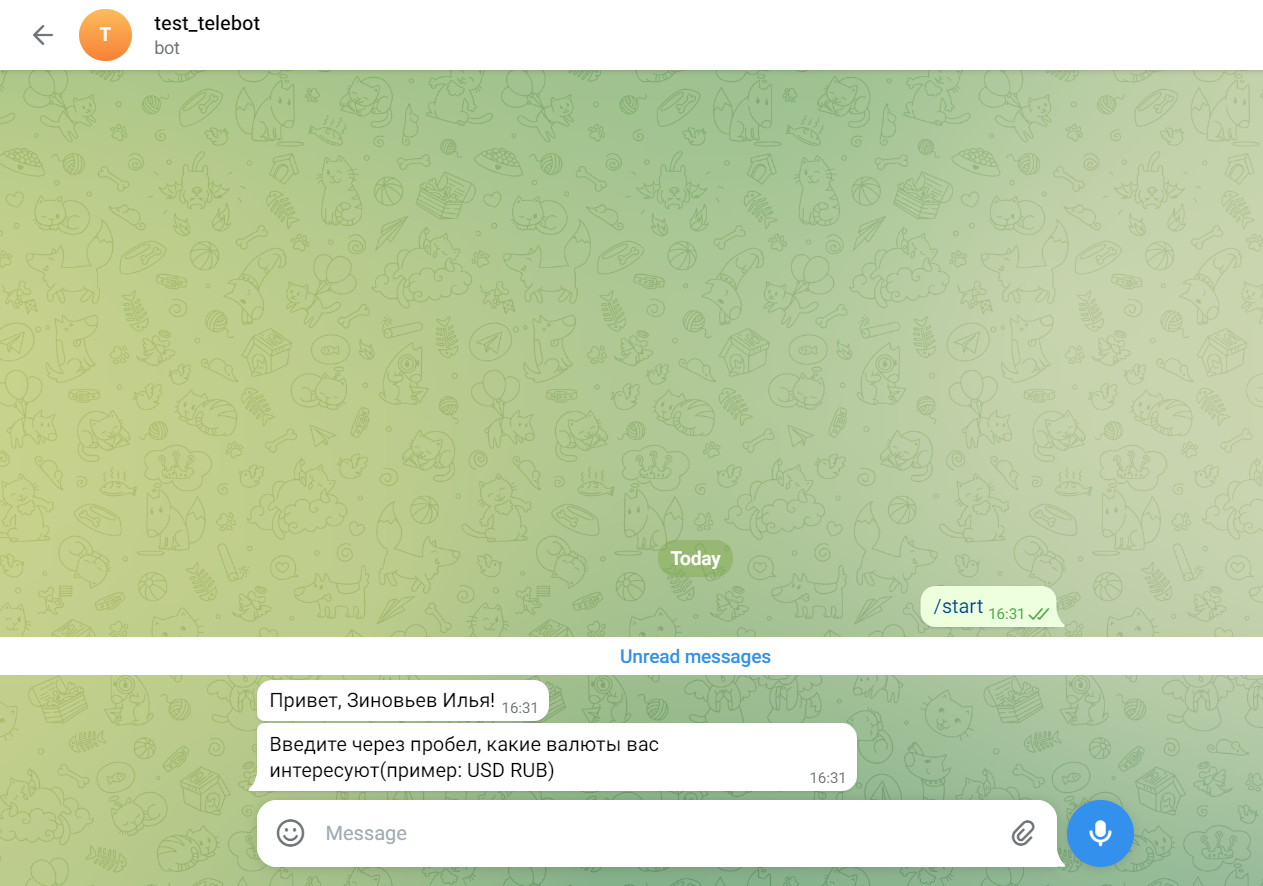 T
test_telebot
bot
Today
/start 16:31
Unread messages
Привет, Зиновьев Илья! 16:31
Введите через пробел, какие валюты вас
интересуют(пример: USD RUB) 16:31
Message